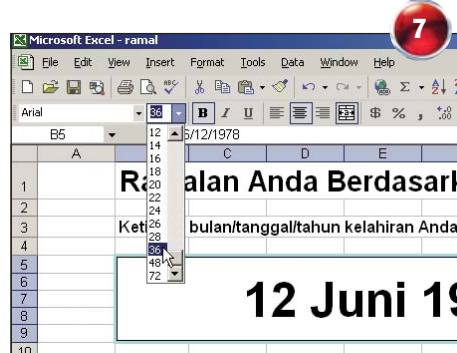 7
Microsoft Excel - ramal
File Edit View Insert Format Tools Data Window Help
Arial 36 B I U $ % ,
B5 6/12/1978
A C D E
12
14
16
18
20
22
24
26
28
36
48
72
1 Ra alan Anda Berdasar
2
3 Keti bulan/tanggal/tahun kelahiran Anda
4
5
6
7 12 Juni 19
8
9
10